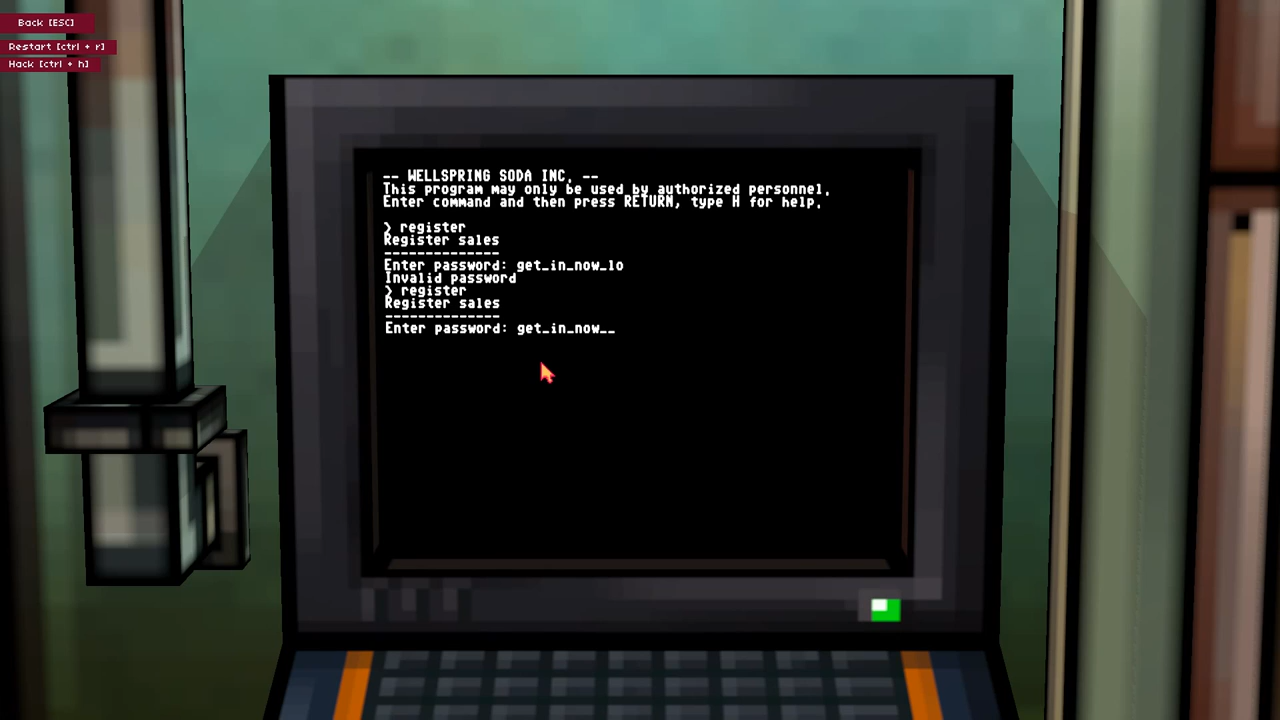 Back [ESC]
Restart [ctrl + r]
Hack [ctrl + h]
-- WELLSPRING SODA INC. --
This program may only be used by authorized personnel.
Enter command and then press RETURN, type H for help.
> register
Register sales
--------------
Enter password: get_in_now_lo
Invalid password
> register
Register sales
--------------
Enter password: get_in_now__